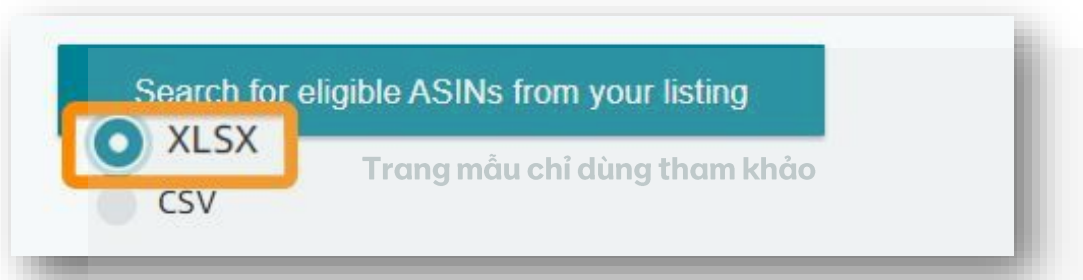 Search for eligible ASINs from your listing
XLSX
Trang mẫu chỉ dùng tham khảo
CSV